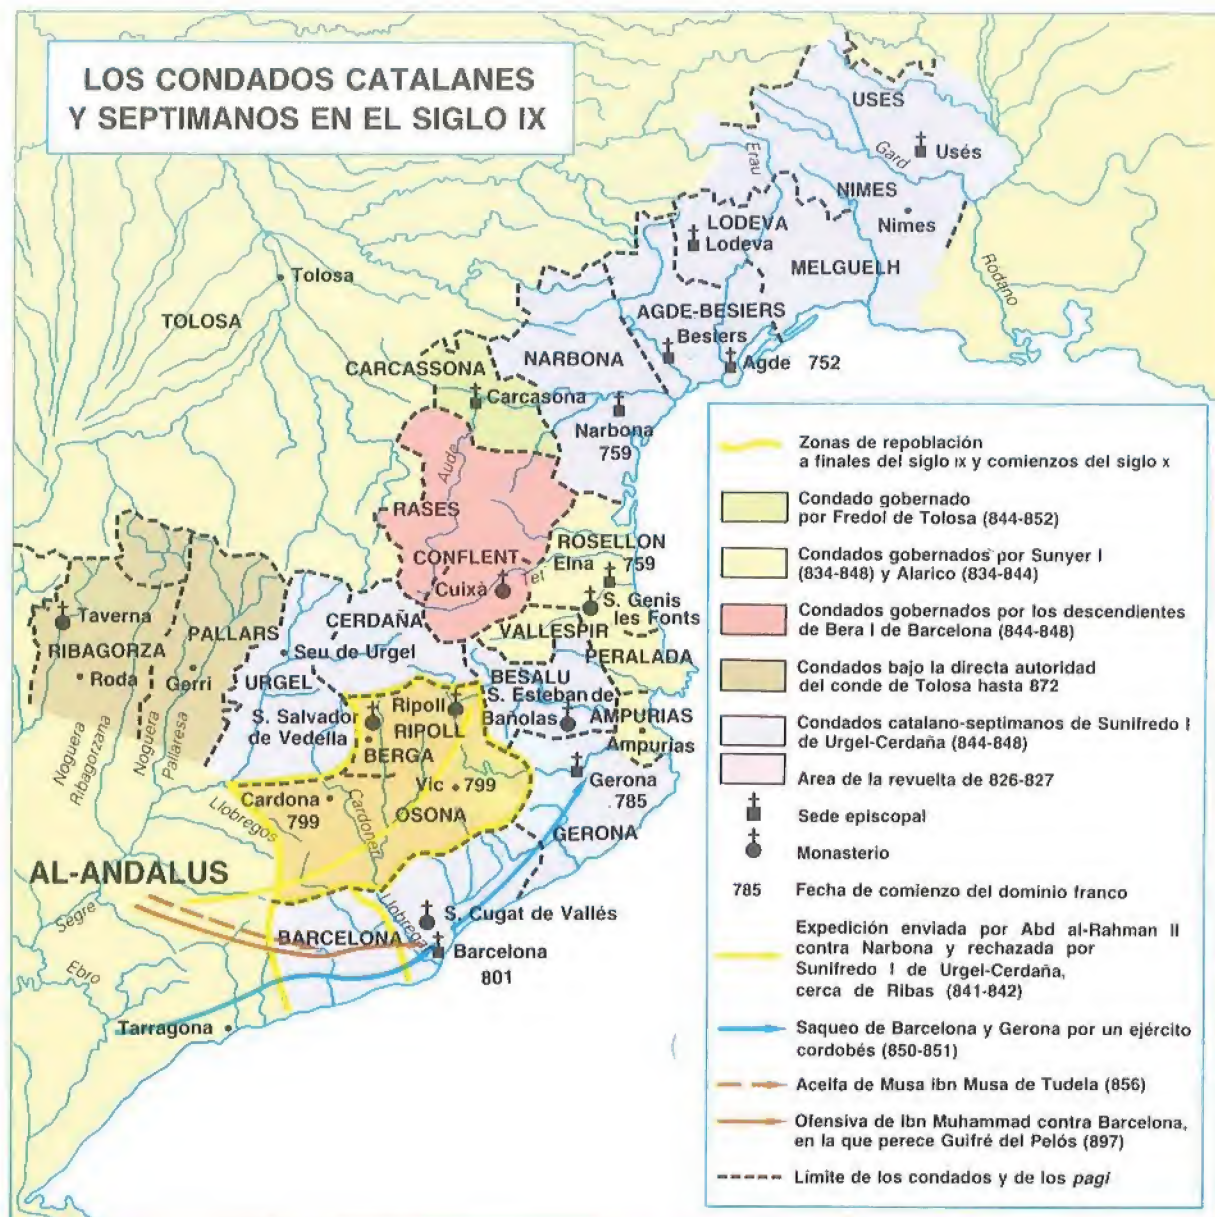 LOS CONDADOS CATALANES
Y SEPTIMANOS EN EL SIGLO IX
USES
Usés
Gard
Erau
NIMES
Nimes
LODEVA
Lodeva
MELGUELH
Ródano
Tolosa
TOLOSA
AGDE-BESIERS
Besiers
Agde 752
NARBONA
CARCASSONA
Carcasona
Narbona
759
Aude
RASES
CONFLENT
Cuixà
Tet
ROSELLON
Elna 759
S. Genis
les Fonts
VALLESPIR
PERALADA
CERDAÑA
Seu de Urgel
URGEL
Taverna
RIBAGORZA
Roda
PALLARS
Gerri
Noguera
Ribagorzana
Noguera
Pallaresa
BESALU
S. Esteban de
Bañolas
AMPURIAS
Ampurias
Ripoll
RIPOLL
S. Salvador
de Vedella
BERGA
Vic 799
OSONA
Cardona
799
Cardoner
Llobregos
Gerona
785
GERONA
AL-ANDALUS
Segre
Ebro
Llobregat
S. Cugat de Vallés
BARCELONA
Barcelona
801
Tarragona
Zonas de repoblación
a finales del siglo IX y comienzos del siglo X
Condado gobernado
por Fredol de Tolosa (844-852)
Condados gobernados por Sunyer I
(834-848) y Alarico (834-844)
Condados gobernados por los descendientes
de Bera I de Barcelona (844-848)
Condados bajo la directa autoridad
del conde de Tolosa hasta 872
Condados catalano-septimanos de Sunifredo I
de Urgel-Cerdaña (844-848)
Area de la revuelta de 826-827
Sede episcopal
Monasterio
785 Fecha de comienzo del dominio franco
Expedición enviada por Abd al-Rahman II
contra Narbona y rechazada por
Sunifredo I de Urgel-Cerdaña,
cerca de Ribas (841-842)
Saqueo de Barcelona y Gerona por un ejército
cordobés (850-851)
Aceifa de Musa ibn Musa de Tudela (856)
Ofensiva de Ibn Muhammad contra Barcelona,
en la que perece Guifré del Pelós (897)
Límite de los condados y de los pagi